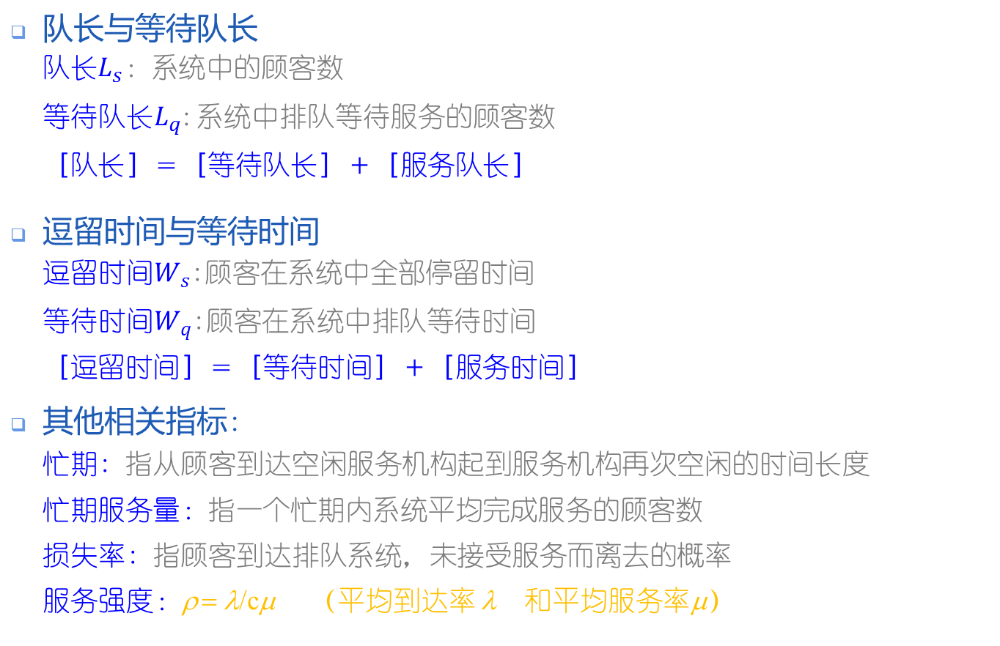 队长与等待队长
队长Ls：系统中的顾客数
等待队长Lq:系统中排队等待服务的顾客数
[队长] = [等待队长] + [服务队长]
逗留时间与等待时间
逗留时间Ws:顾客在系统中全部停留时间
等待时间Wq:顾客在系统中排队等待时间
[逗留时间] = [等待时间] + [服务时间]
其他相关指标：
忙期：指从顾客到达空闲服务机构起到服务机构再次空闲的时间长度
忙期服务量：指一个忙期内系统平均完成服务的顾客数
损失率：指顾客到达排队系统，未接受服务而离去的概率
服务强度：ρ= λ/cμ （平均到达率 λ 和平均服务率μ）